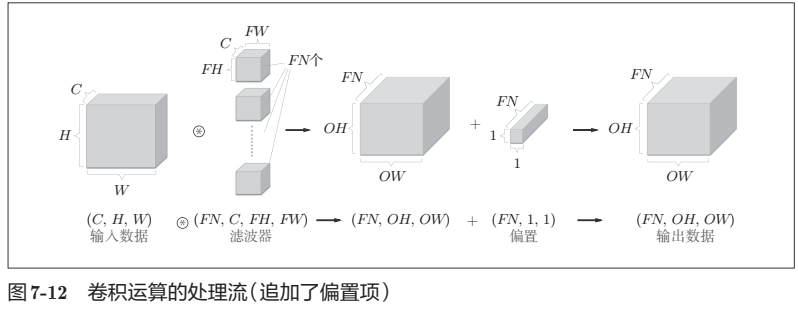 C FW
FH FN个
C
H
W
⊛
FN
OH
OW
+
FN
1
1
FN
OH
OW
(C, H, W) ⊛ (FN, C, FH, FW) → (FN, OH, OW) + (FN, 1, 1) → (FN, OH, OW)
输入数据 滤波器 偏置 输出数据
图7-12 卷积运算的处理流(追加了偏置项)